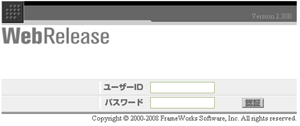 Version 2.30B
WebRelease
ユーザーID
パスワード 認証
Copyright © 2000-2008 FrameWorks Software, Inc. All rights reserved.